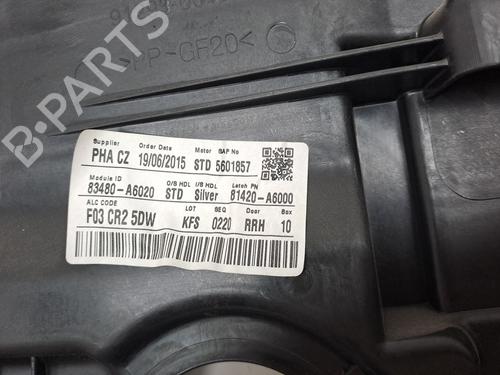 >PP-GF20<
B-PARTS
Supplier Order Date Motor SAP No
PHA CZ 19/06/2015 STD 5601857
Module ID O/S HDL I/S HDL Latch PN
83480-A6020 STD Silver 81420-A6000
ALC CODE LOT SEQ Door Box
F03 CR2 5DW KFS 0220 RRH 10